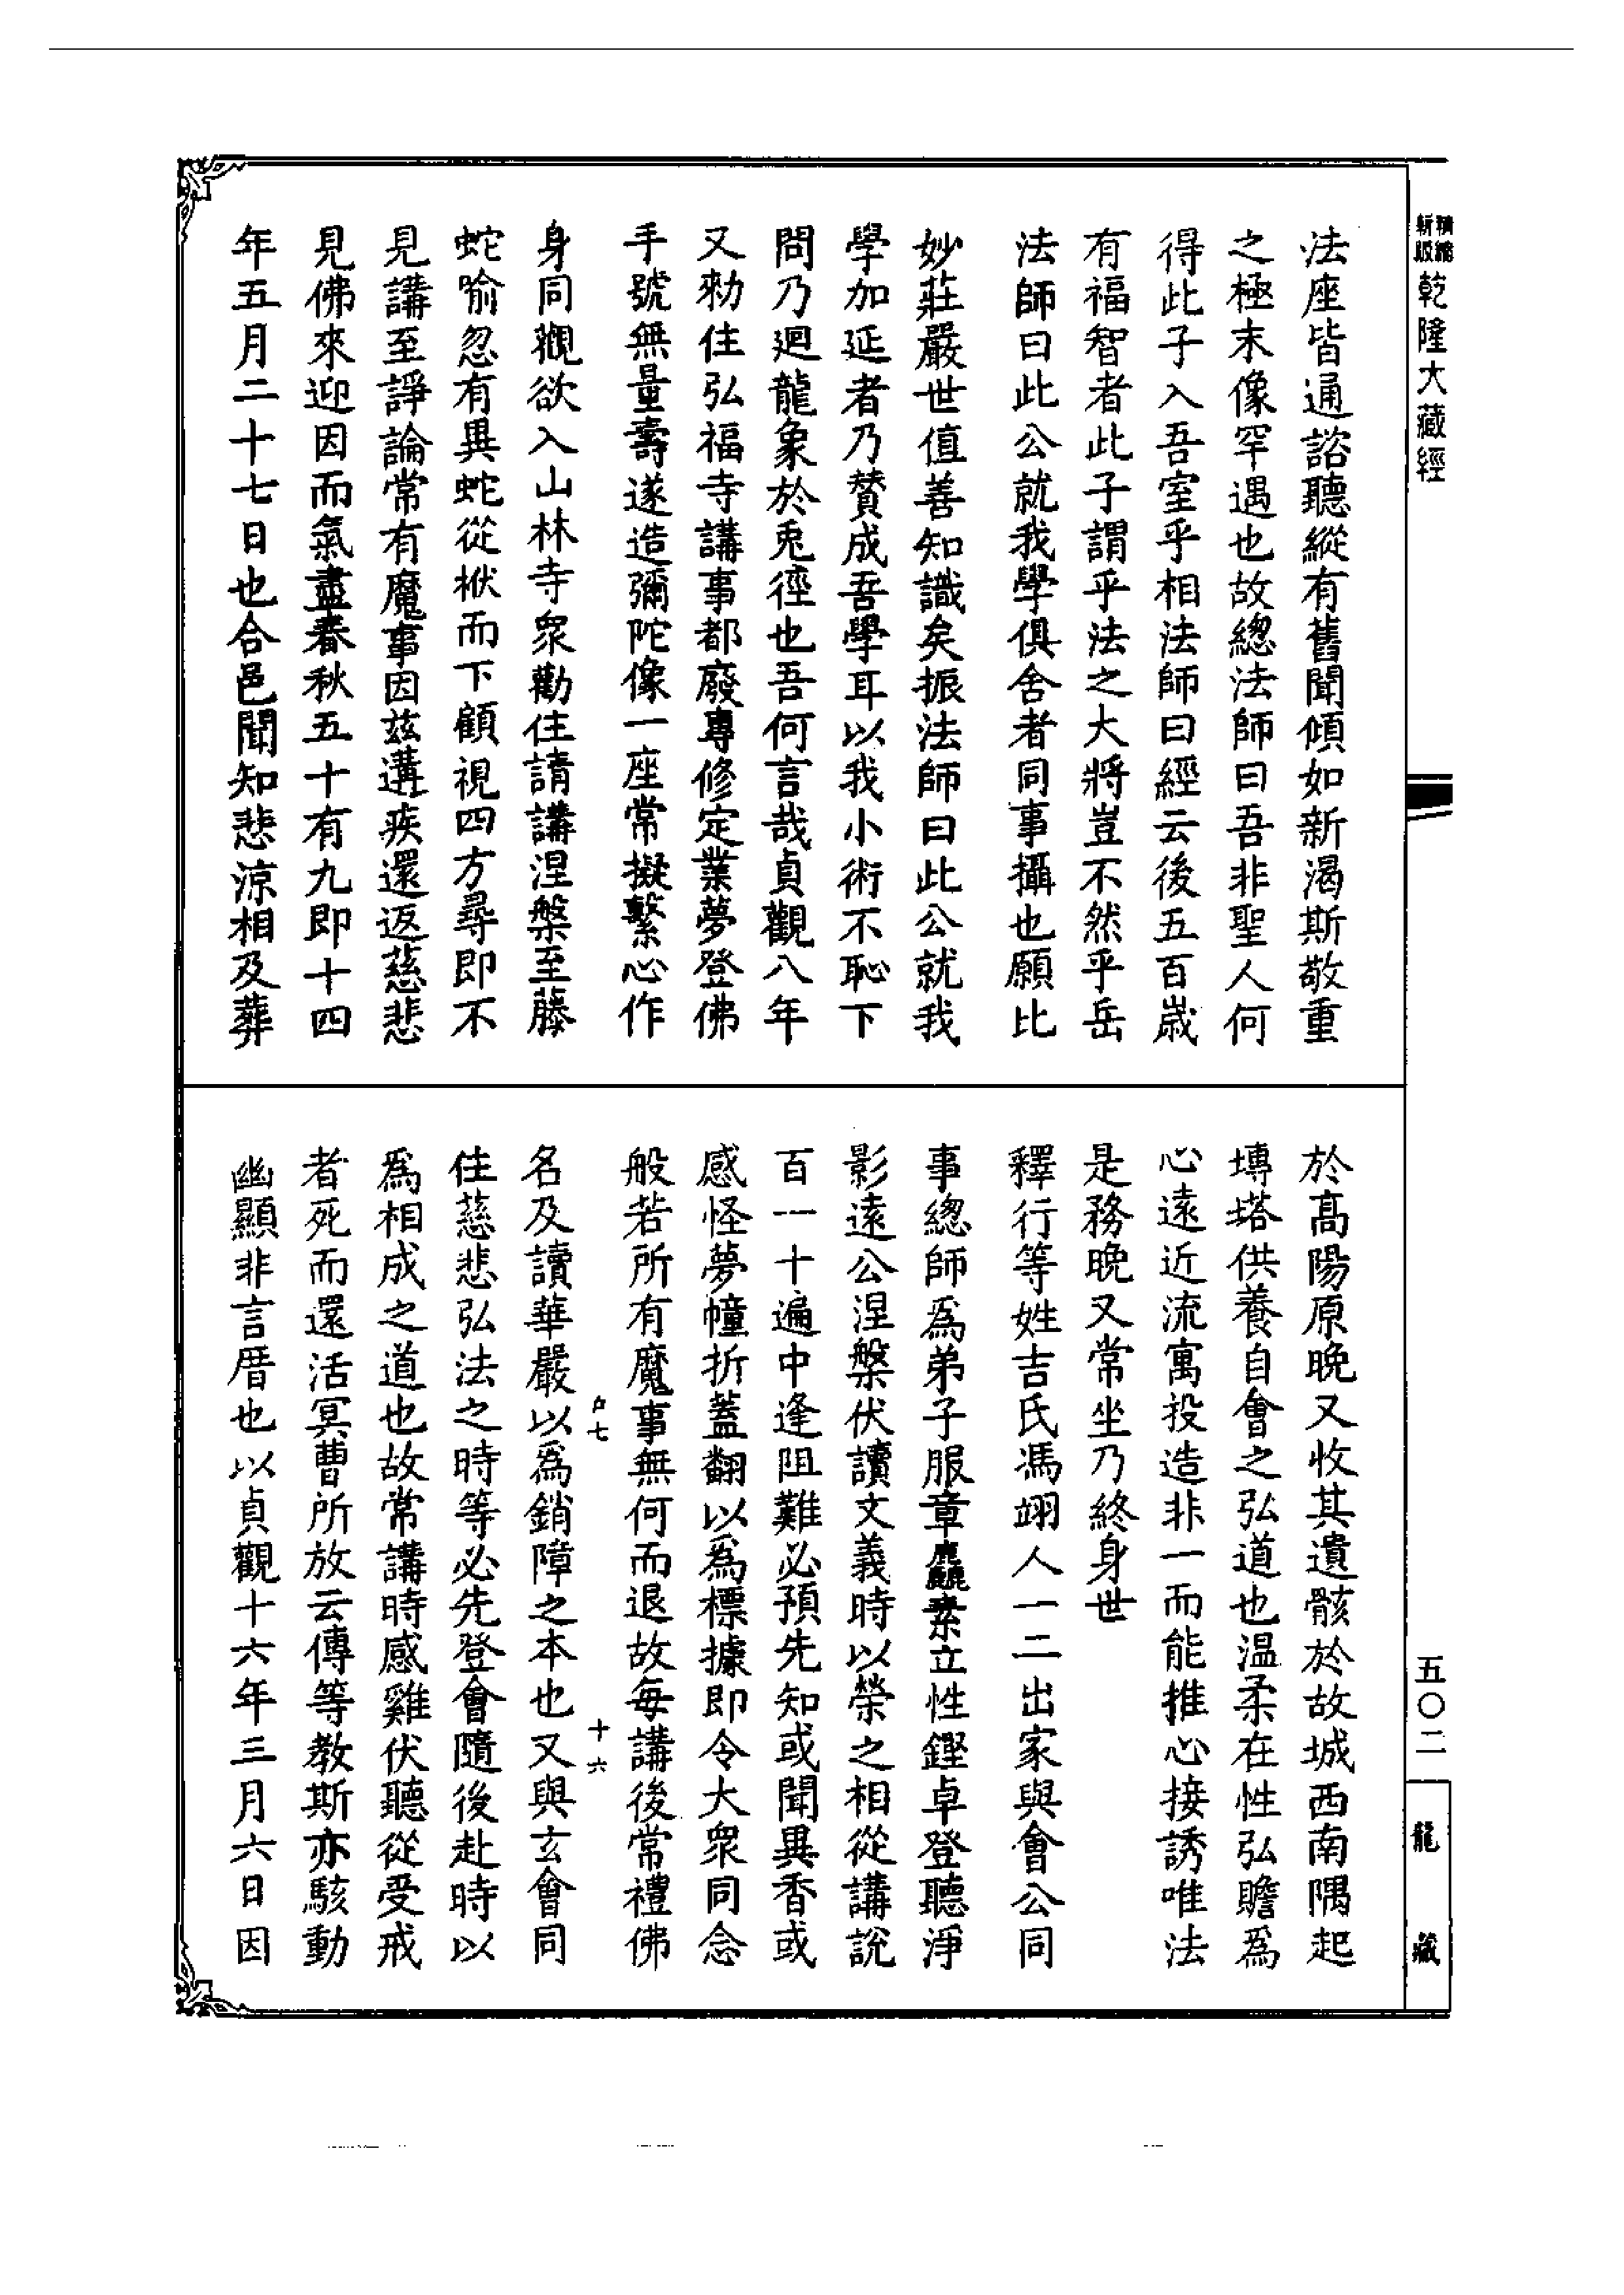 精縮
新版
乾隆大藏經
法座皆通諮聽縱有舊聞傾如新渴斯敬重
之極末像罕遇也故緫法師曰吾非聖人何
得此子入吾室乎相法師曰經云後五百歲
有福智者此子謂乎法之大將豈不然乎岳
法師曰此公就我學俱舍者同事攝也願比
妙莊嚴世值善知識矣振法師曰此公就我
學加延者乃贊成吾學耳以我小術不恥下
問乃迴龍象於兎徑也吾何言哉貞觀八年
又勑住弘福寺講事都廢專修定業夢登佛
手號無量壽遂造彌陀像一座常擬繫心作
身同觀欲入山林寺衆勸住請講涅槃至藤
蛇喻忽有異蛇從栿而下顧視四方尋即不
見講至諍論常有魔事因兹遘疾還返慈悲
見佛來迎因而氣盡春秋五十有九即十四
年五月二十七日也合邑聞知悲涼相及葬
於高陽原晚又收其遺骸於故城西南隅起
塼塔供養自會之弘道也温柔在性弘贍爲
心遠近流寓投造非一而能推心接誘唯法
是務晚又常坐乃終身世
釋行等姓吉氏馮翊人一二出家與會公同
事緫師爲弟子服章麤素立性鏗卓登聽淨
影遠公涅槃伏讀文義時以榮之相從講說
百一十遍中逢阻難必預先知或聞異香或
感怪夢幢折蓋翻以爲標據即令大衆同念
般若所有魔事無何而退故每講後常禮佛
名及讀華嚴以爲銷障之本也又與玄會同
住慈悲弘法之時等必先登會隨後赴時以
爲相成之道也故常講時感雞伏聽從受戒
者死而還活冥曹所放云傳等教斯亦駭動
幽顯非言厝也以貞觀十六年三月六日因
户七
十六
五〇二
龍藏